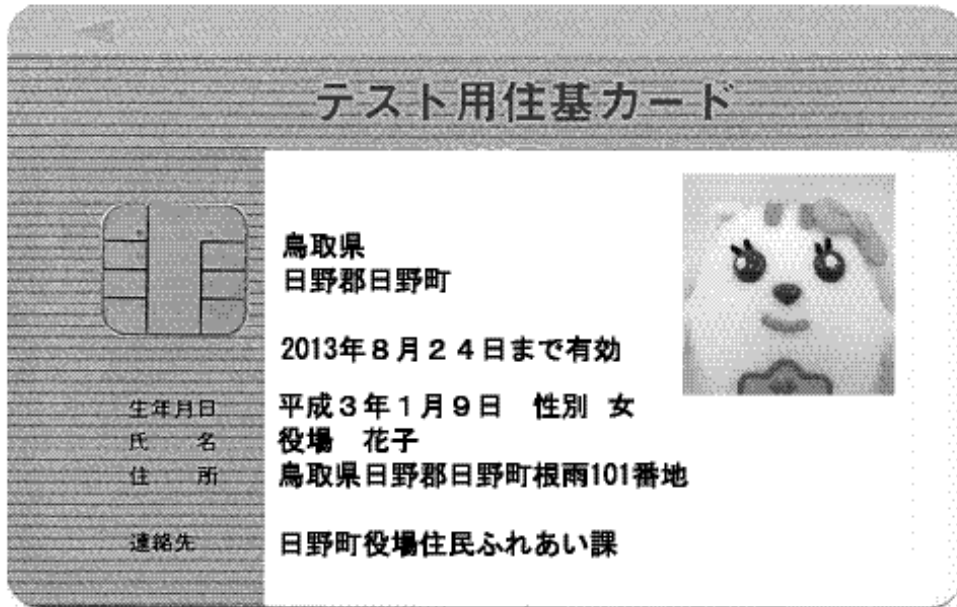 テスト用住基カード
鳥取県
日野郡日野町
2013年8月24日まで有効
生年月日 平成3年1月9日 性別 女
氏 名 役場 花子
住 所 鳥取県日野郡日野町根雨101番地
連絡先 日野町役場住民ふれあい課